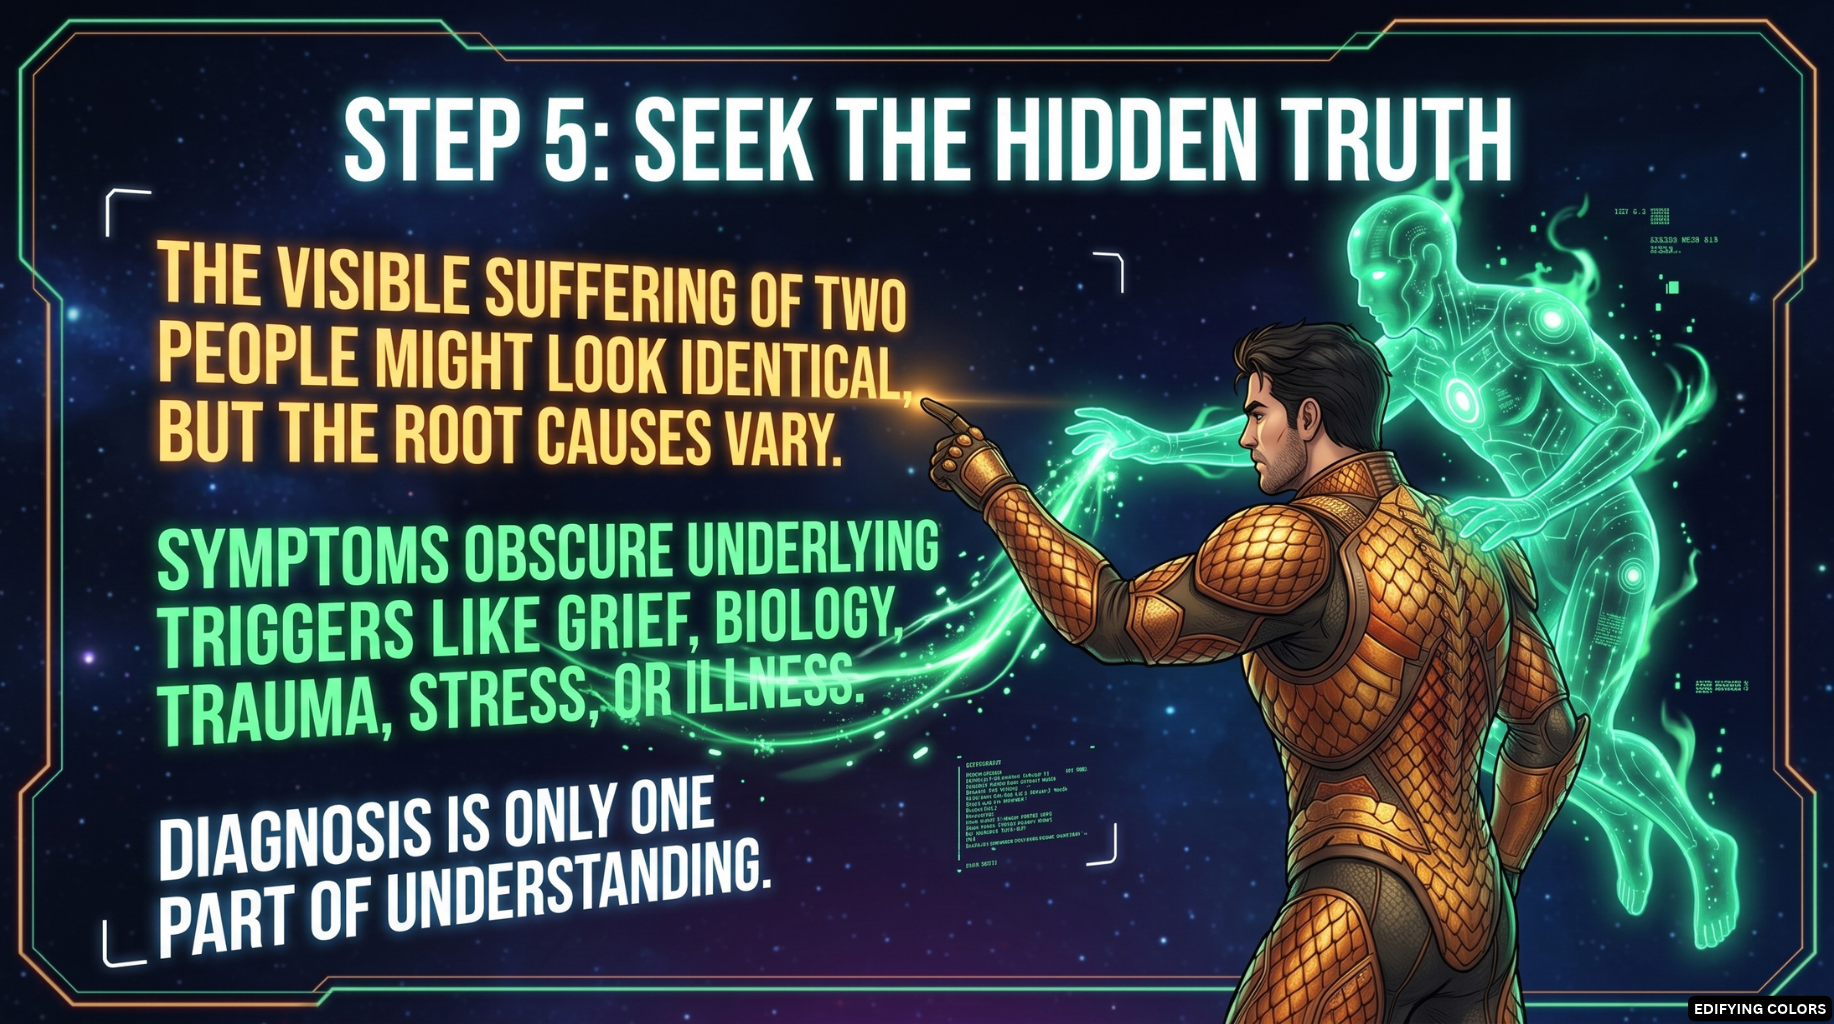 STEP 5: SEEK THE HIDDEN TRUTH
THE VISIBLE SUFFERING OF TWO
PEOPLE MIGHT LOOK IDENTICAL,
BUT THE ROOT CAUSES VARY.
SYMPTOMS OBSCURE UNDERLYING
TRIGGERS LIKE GRIEF, BIOLOGY,
TRAUMA, STRESS, OR ILLNESS.
DIAGNOSIS IS ONLY ONE
PART OF UNDERSTANDING.
EDIFYING COLORS